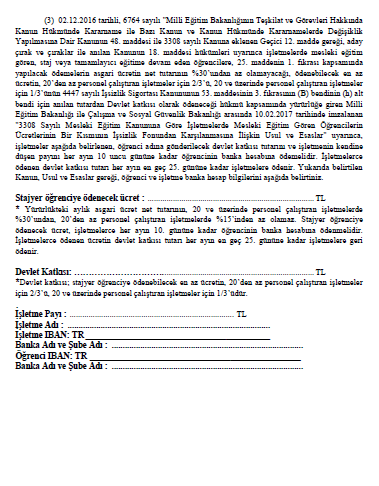 (3) 02.12.2016 tarihli, 6764 sayılı "Milli Eğitim Bakanlığının Teşkilat ve Görevleri Hakkında
Kanun Hükmünde Kararname ile Bazı Kanun ve Kanun Hükmünde Kararnamelerde Değişiklik
Yapılmasına Dair Kanunun 48. maddesi ile 3308 sayılı Kanuna eklenen Geçici 12. madde gereği, aday
çırak ve çıraklar ile anılan Kanunun 18. maddesi hükümleri uyarınca işletmelerde mesleki eğitim
gören, staj veya tamamlayıcı eğitime devam eden öğrencilere, 25. maddenin 1. fıkrası kapsamında
yapılacak ödemelerin asgari ücretin net tutarının %30'undan az olamayacağı, ödenebilecek en az
ücretin, 20'den az personel çalıştıran işletmeler için 2/3'ü, 20 ve üzerinde personel çalıştıran işletmeler
için 1/3'ünün 4447 sayılı İşsizlik Sigortası Kanununun 53. maddesinin 3. fıkrasının (B) bendinin (h) alt
bendi için anılan tutardan Devlet katkısı olarak ödeneceği hüküm kapsamında yürürlüğe giren Milli
Eğitim Bakanlığı ile Çalışma ve Sosyal Güvenlik Bakanlığı arasında 10.02.2017 tarihinde imzalanan
"3308 Sayılı Mesleki Eğitim Kanununa Göre İşletmelerde Mesleki Eğitim Gören Öğrencilerin
Ücretlerinin Bir Kısmının İşsizlik Fonundan Karşılanmasına İlişkin Usul ve Esaslar" uyarınca,
işletmeler aşağıda belirlenen, öğrenci adına gönderilecek devlet katkısı tutarını ve işletmenin kendine
düşen payını her ayın 10 uncu gününe kadar öğrencinin banka hesabına ödemelidir. İşletmelerce
ödenen devlet katkısı tutarı her ayın en geç 25. gününe kadar işletmelere ödenir. Yukarıda belirtilen
Kanun, Usul ve Esaslar gereği, öğrenci ve işletme banka hesap bilgilerini aşağıda belirtiniz.
Stajyer öğrenciye ödenecek ücret : ........................................ TL
* Yürürlükteki aylık asgari ücret net tutarının, 20 ve üzerinde personel çalıştıran işletmelerde
%30'undan, 20'den az personel çalıştıran işletmelerde %15'inden az olamaz. Stajyer öğrenciye
ödenecek ücret, işletmelerce her ayın 10. gününe kadar öğrencinin banka hesabına ödenmelidir.
İşletmelerce ödenen ücretin devlet katkısı tutarı her ayın en geç 25. gününe kadar işletmelere geri
ödenir.
Devlet Katkısı: ........................................ TL
*Devlet katkısı; stajyer öğrenciye ödenebilecek en az ücretin, 20'den az personel çalıştıran işletmeler
için 2/3'ü, 20 ve üzerinde personel çalıştıran işletmeler için 1/3'üdür.
.
İşletme Payı : ........................................ TL
İşletme Adı : ........................................
İşletme IBAN: TR________________________________
Banka Adı ve Şube Adı : ........................................
Öğrenci IBAN: TR ________________________________
Banka Adı ve Şube Adı : ........................................